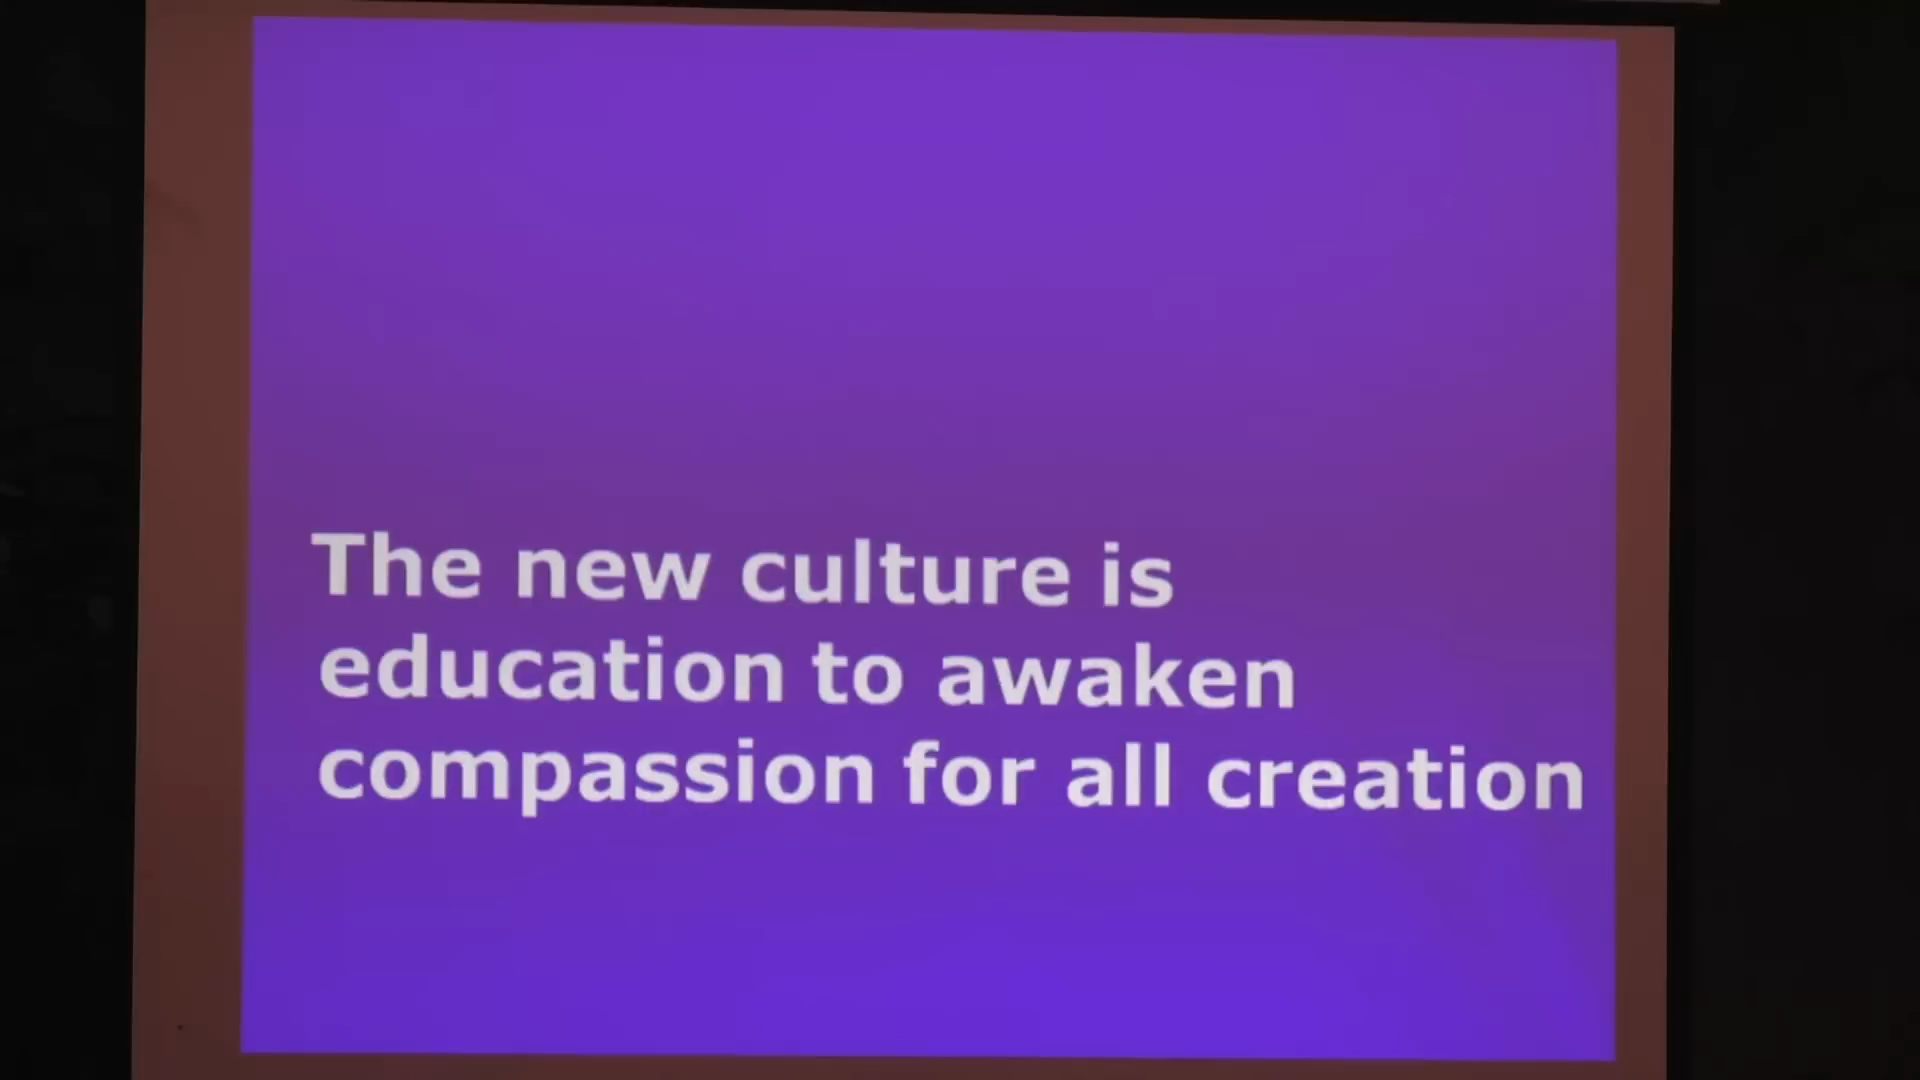 The new culture is
education to awaken
compassion for all creation